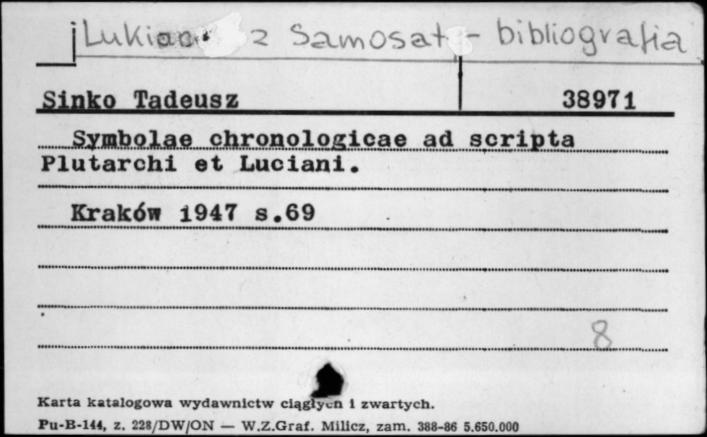 Lukian z Samosat - bibliografia
Sinko Tadeusz 38971
Symbolae chronologicae ad scripta
Plutarchi et Luciani.
Kraków 1947 s.69
8
Karta katalogowa wydawnictw ciągłych i zwartych.
Pu-B-144, z. 228/DW/ON — W.Z.Graf. Milicz, zam. 388-86 5.650.000